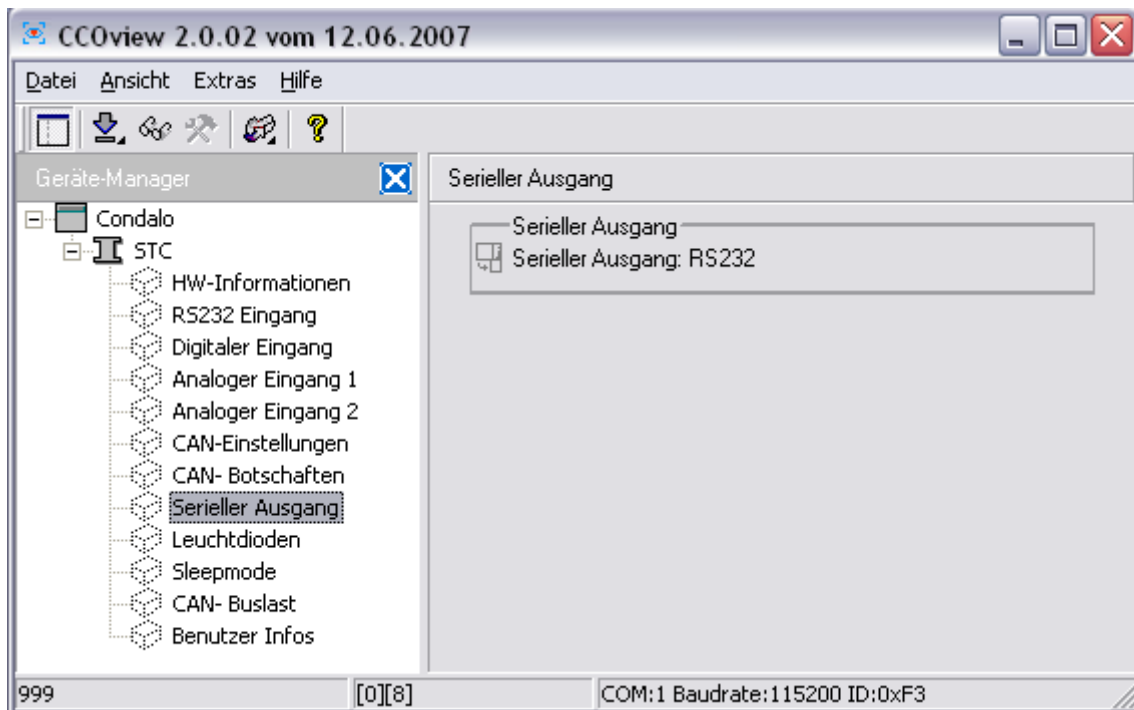 CCOview 2.0.02 vom 12.06.2007
Datei Ansicht Extras Hilfe
Geräte-Manager
Serieller Ausgang
Condalo
STC
HW-Informationen
RS232 Eingang
Digitaler Eingang
Analoger Eingang 1
Analoger Eingang 2
CAN-Einstellungen
CAN- Botschaften
Serieller Ausgang
Leuchtdioden
Sleepmode
CAN- Buslast
Benutzer Infos
Serieller Ausgang
Serieller Ausgang: RS232
999 [0][8] COM:1 Baudrate:115200 ID:0xF3